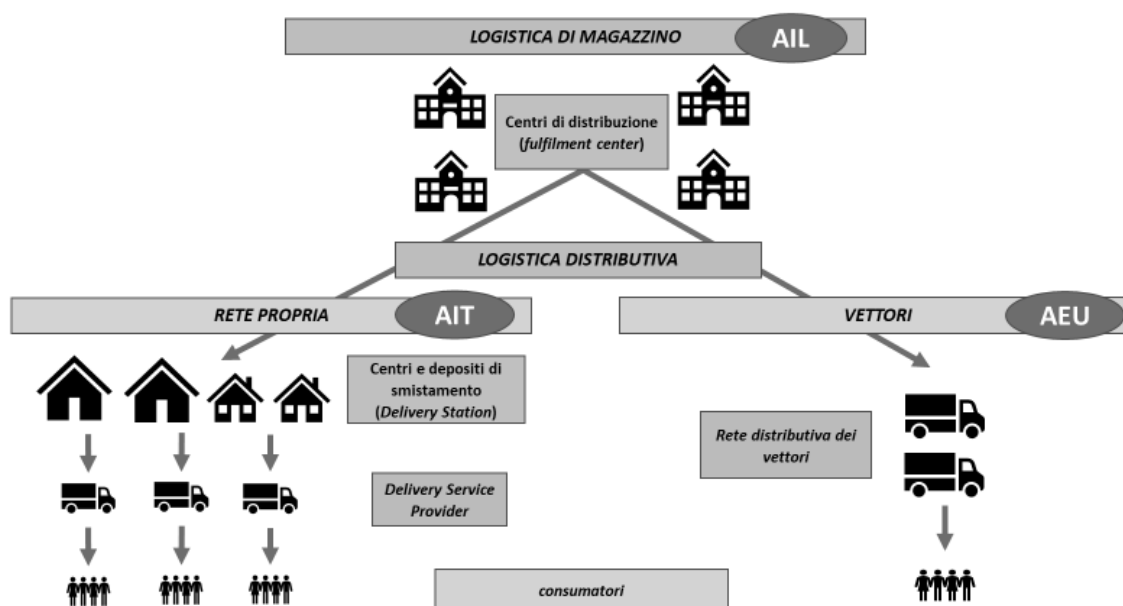 LOGISTICA DI MAGAZZINO
AIL
Centri di distribuzione
(fulfilment center)
LOGISTICA DISTRIBUTIVA
RETE PROPRIA
AIT
VETTORI
AEU
Centri e depositi di
smistamento
(Delivery Station)
Rete distributiva dei
vettori
Delivery Service
Provider
consumatori